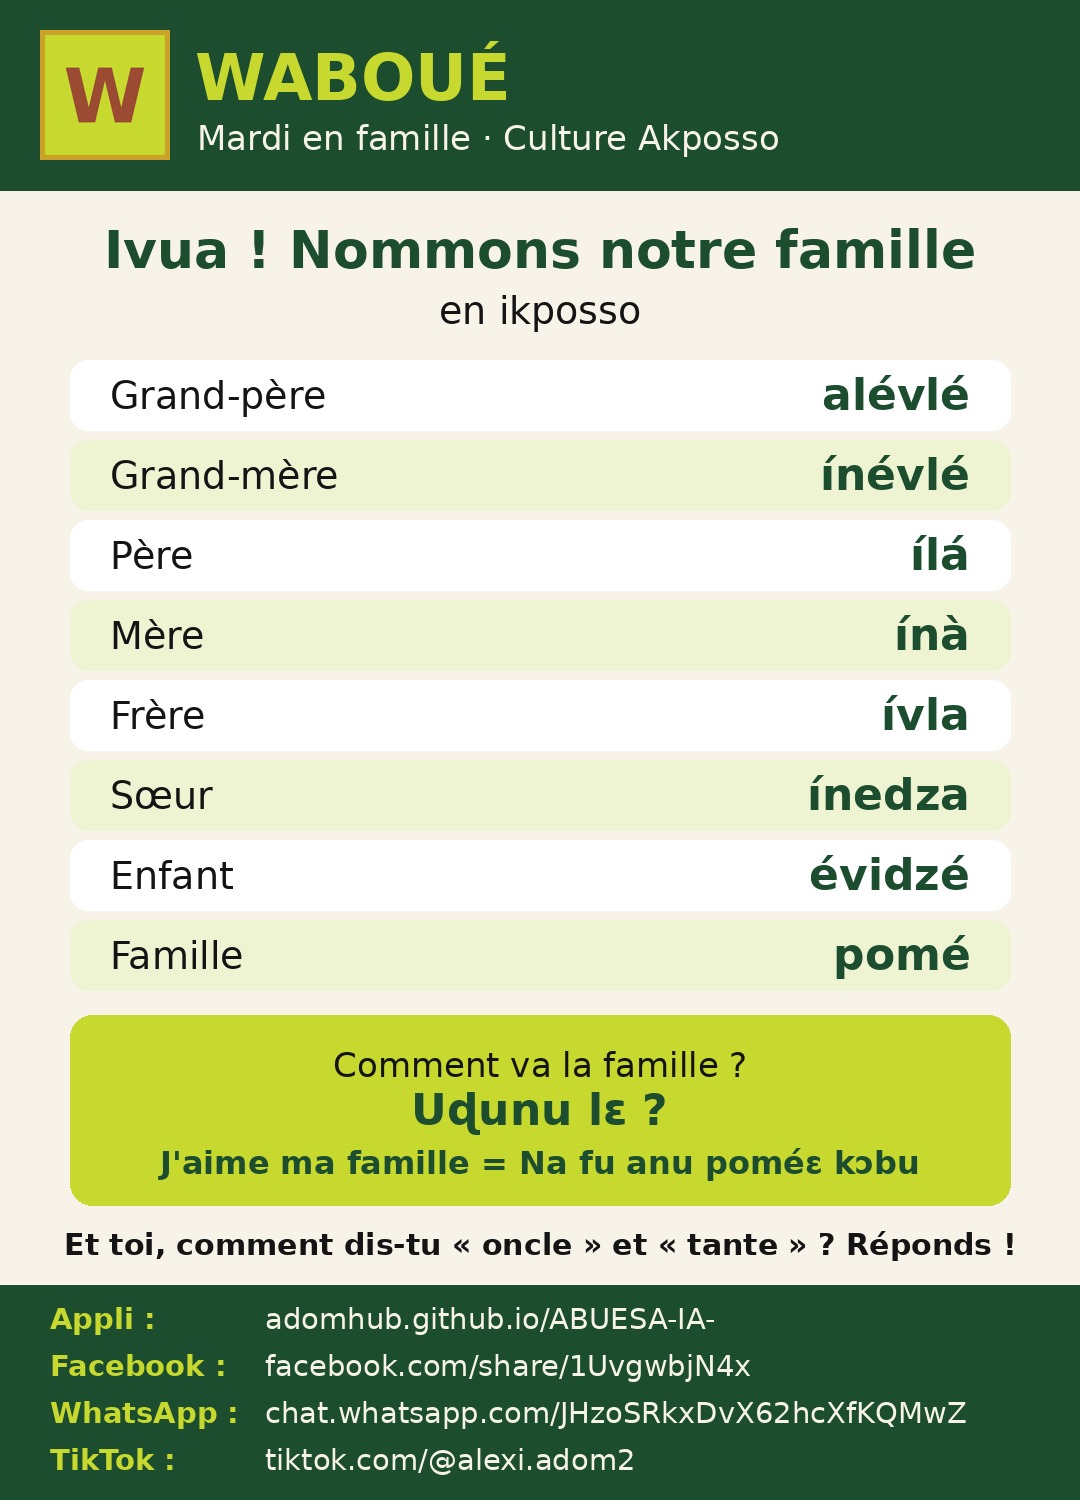 W
WABOUÉ
Mardi en famille · Culture Akposso
Ivua ! Nommons notre famille
en ikposso
Grand-père alévlé
Grand-mère ínévlé
Père ílá
Mère ínà
Frère ívla
Sœur ínedza
Enfant évidzé
Famille pomé
Comment va la famille ?
Uɖunu lɛ ?
J'aime ma famille = Na fu anu poméɛ kɔbu
Et toi, comment dis-tu « oncle » et « tante » ? Réponds !
Appli : adomhub.github.io/ABUESA-IA-
Facebook : facebook.com/share/1UvgwbjN4x
WhatsApp : chat.whatsapp.com/JHzoSRkxDvX62hcXfKQMwZ
TikTok : tiktok.com/@alexi.adom2